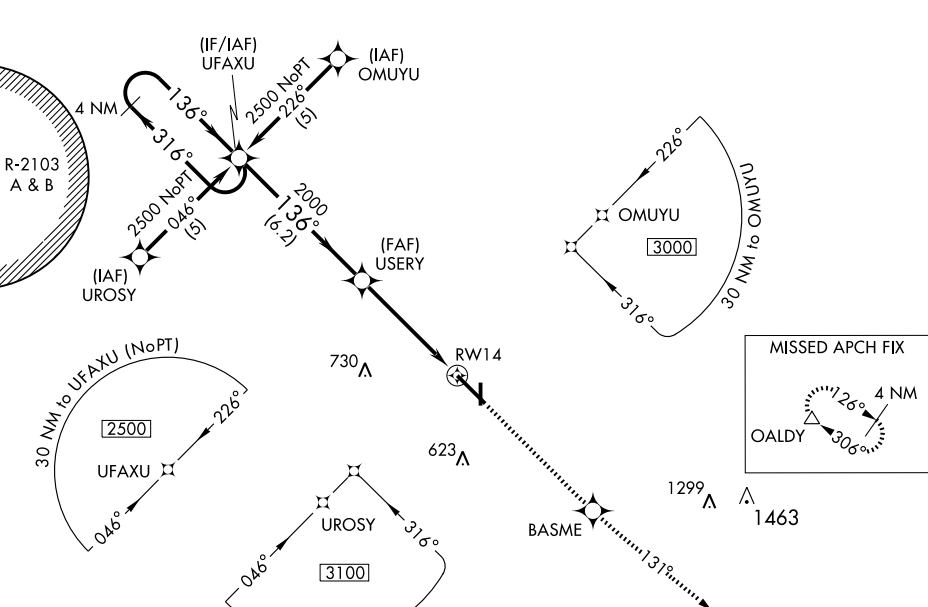 (IF/IAF)
UFAXU
(IAF)
OMUYU
2500 NoPT
226°
(5)
4 NM
136°
316°
R-2103
A & B
2500 NoPT
046°
(5)
(IAF)
UROSY
2000
136°
(6.2)
(FAF)
USERY
226°
OMUYU
3000
316°
30 NM to OMUYU
RW14
730
623
BASME
131°
1299
1463
MISSED APCH FIX
4 NM
126°
OALDY
306°
30 NM to UFAXU (NoPT)
2500
226°
UFAXU
046°
UROSY
316°
046°
3100